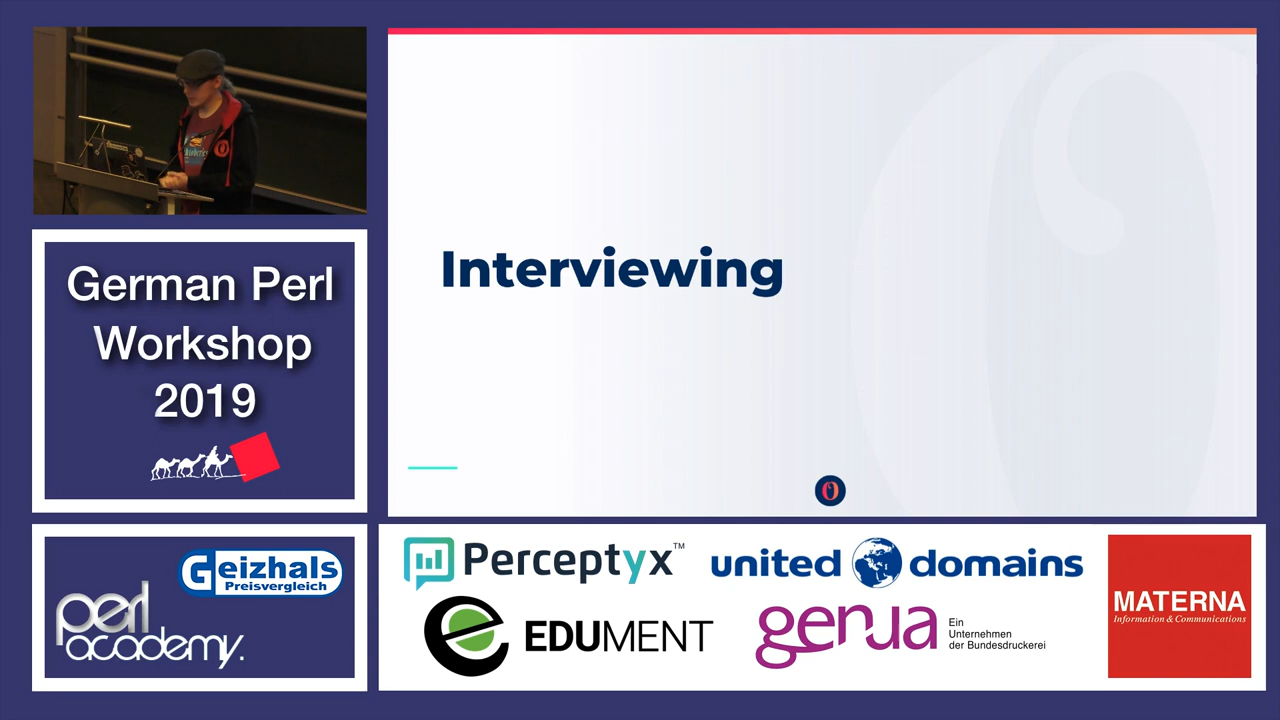 Interviewing
German Perl
Workshop
2019
Geizhals
Preisvergleich
perl
academy.
Perceptyx™
united domains
EDUMENT
genua
Ein
Unternehmen
der Bundesdruckerei
MATERNA
Information & Communications